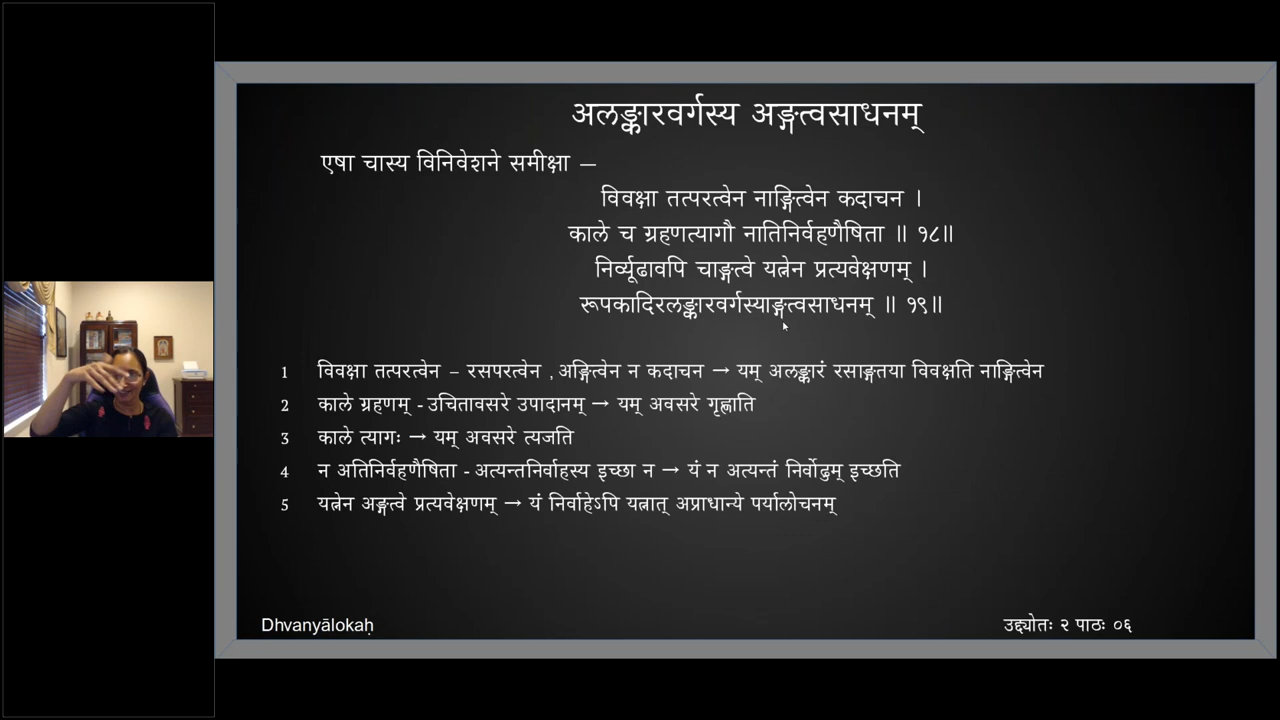 अलङ्कारवर्गस्य अङ्गत्वसाधनम्
एषा चास्य विनिवेशने समीक्षा —
विवक्षा तत्परत्वेन नाङ्गित्वेन कदाचन ।
काले च ग्रहणत्यागौ नातिनिर्वहणैषिता ॥ १८॥
निर्व्यूढावपि चाङ्गत्वे यत्नेन प्रत्यवेक्षणम् ।
रूपकादिरलङ्कारवर्गस्याङ्गत्वसाधनम् ॥ १९॥
1 विवक्षा तत्परत्वेन – रसपरत्वेन , अङ्गित्वेन न कदाचन → यम् अलङ्कारं रसाङ्गतया विवक्षति नाङ्गित्वेन
2 काले ग्रहणम् - उचितावसरे उपादानम् → यम् अवसरे गृह्णाति
3 काले त्यागः → यम् अवसरे त्यजति
4 न अतिनिर्वहणैषिता - अत्यन्तनिर्वाहस्य इच्छा न → यं न अत्यन्तं निर्वोढुम् इच्छति
5 यत्नेन अङ्गत्वे प्रत्यवेक्षणम् → यं निर्वाहेऽपि यत्नात् अप्राधान्ये पर्यालोचनम्
Dhvanyālokaḥ
उद्द्योतः २ पाठः ०६